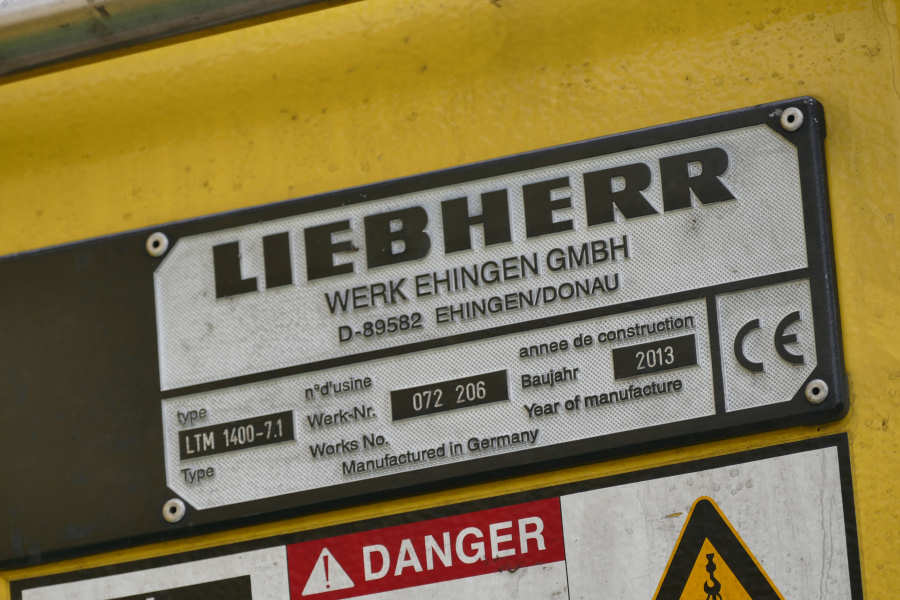 LIEBHERR
WERK EHINGEN GMBH
D-89582 EHINGEN/DONAU
type
LTM 1400-7.1
Type
n°d'usine
Werk-Nr.
Works No.
072 206
annee de construction
Baujahr
2013
Year of manufacture
Manufactured in Germany
CE
DANGER